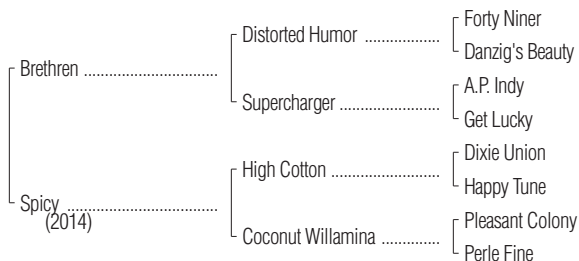 Forty Niner
Distorted Humor ..................
Danzig's Beauty
Brethren ................................
A.P. Indy
Supercharger ........................
Get Lucky
Dixie Union
High Cotton ..........................
Happy Tune
Spicy ......................................
(2014)
Pleasant Colony
Coconut Willamina ..............
Perle Fine